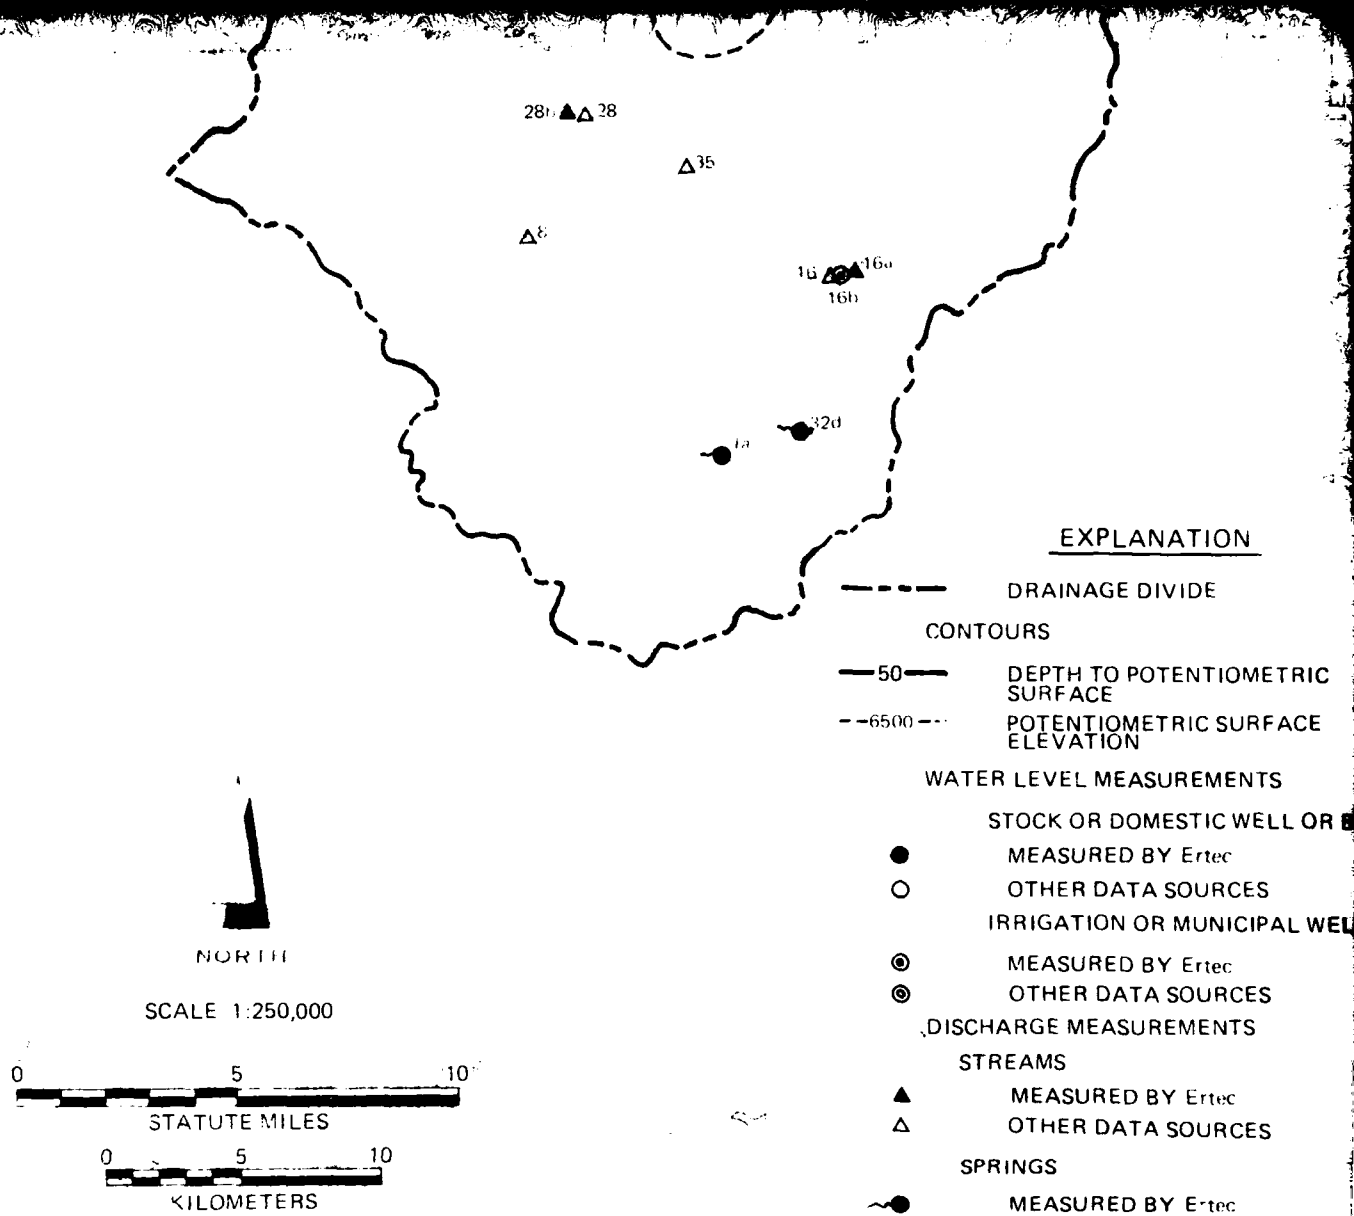 28b 28
35
8
16 16a
16b
32d
1a
EXPLANATION
DRAINAGE DIVIDE
CONTOURS
50 DEPTH TO POTENTIOMETRIC
SURFACE
6500 POTENTIOMETRIC SURFACE
ELEVATION
WATER LEVEL MEASUREMENTS
STOCK OR DOMESTIC WELL OR
MEASURED BY Ertec
OTHER DATA SOURCES
IRRIGATION OR MUNICIPAL WEL
MEASURED BY Ertec
OTHER DATA SOURCES
DISCHARGE MEASUREMENTS
STREAMS
MEASURED BY Ertec
OTHER DATA SOURCES
SPRINGS
MEASURED BY Ertec
NORTH
SCALE 1:250,000
0 5 10
STATUTE MILES
0 5 10
KILOMETERS